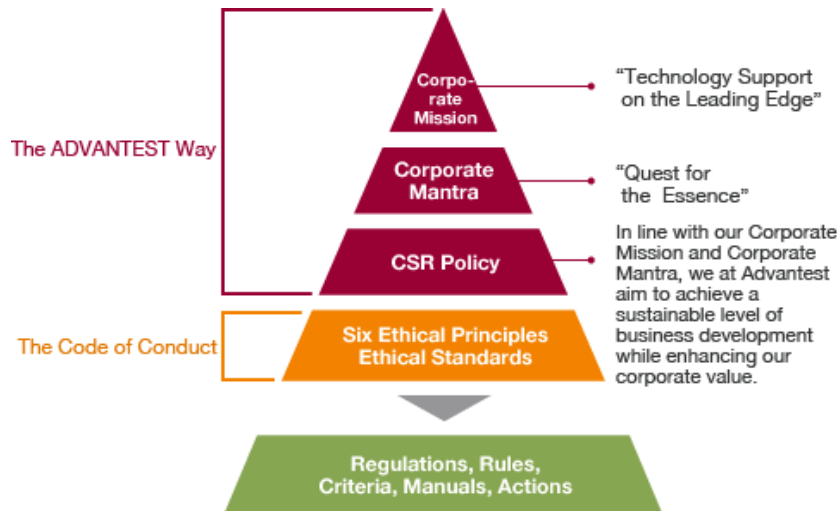 Corpo-
rate
Mission
“Technology Support
on the Leading Edge”
The ADVANTEST Way
Corporate
Mantra
“Quest for
the Essence”
CSR Policy
In line with our Corporate
Mission and Corporate
Mantra, we at Advantest
aim to achieve a
sustainable level of
business development
while enhancing our
corporate value.
The Code of Conduct
Six Ethical Principles
Ethical Standards
Regulations, Rules,
Criteria, Manuals, Actions